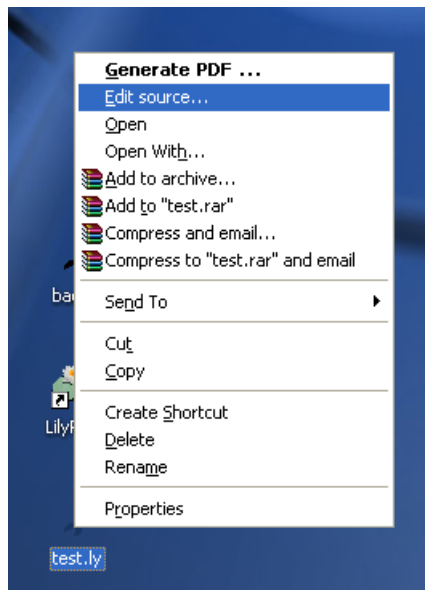 Generate PDF ...
Edit source...
Open
Open With...
Add to archive...
Add to "test.rar"
Compress and email...
Compress to "test.rar" and email
Send To
Cut
Copy
Create Shortcut
Delete
Rename
Properties
test.ly